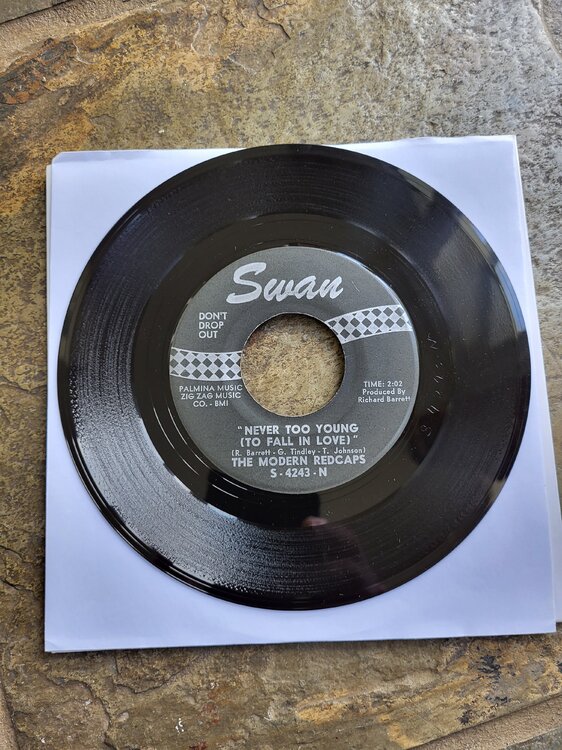 Swan
DON'T
DROP
OUT
PALMINA MUSIC
ZIG ZAG MUSIC
CO. - BMI
TIME: 2:02
Produced By
Richard Barrett
"NEVER TOO YOUNG
(TO FALL IN LOVE)"
(R. Barrett - G. Tindley - T. Johnson)
THE MODERN REDCAPS
S - 4243 - N